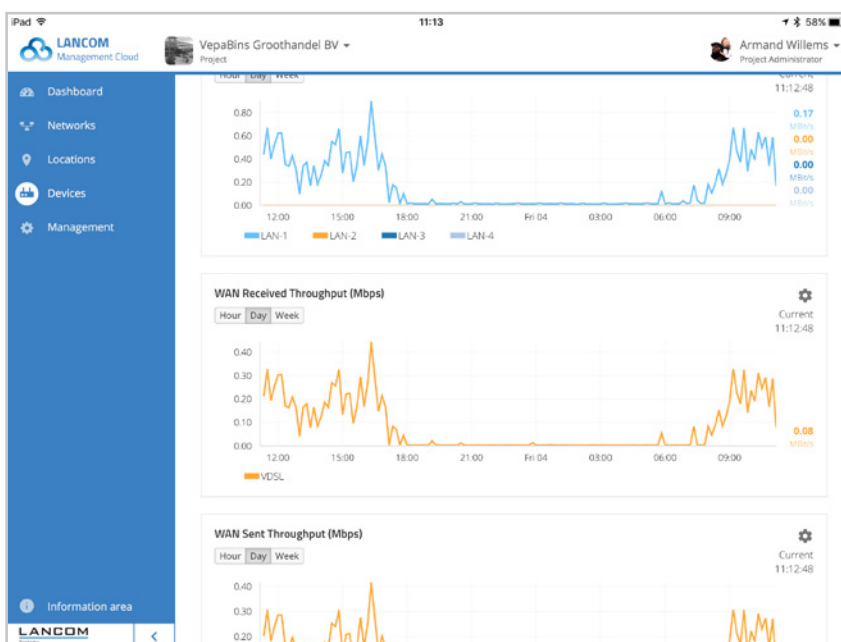 iPad 11:13 58%
LANCOM
Management Cloud
VepaBins Groothandel BV
Project
Armand Willems
Project Administrator
Dashboard
Networks
Locations
Devices
Management
Information area
LANCOM
Hour Day Week
Current
11:12:48
0.80
0.60
0.40
0.20
0.00
0.17
MBit/s
0.00
MBit/s
0.00
MBit/s
0.00
MBit/s
12:00 15:00 18:00 21:00 Fri 04 03:00 06:00 09:00
LAN-1 LAN-2 LAN-3 LAN-4
WAN Received Throughput (Mbps)
Hour Day Week
Current
11:12:48
0.40
0.30
0.20
0.10
0.00
0.08
MBit/s
12:00 15:00 18:00 21:00 Fri 04 03:00 06:00 09:00
VDSL
WAN Sent Throughput (Mbps)
Hour Day Week
Current
11:12:48
0.40
0.30
0.20